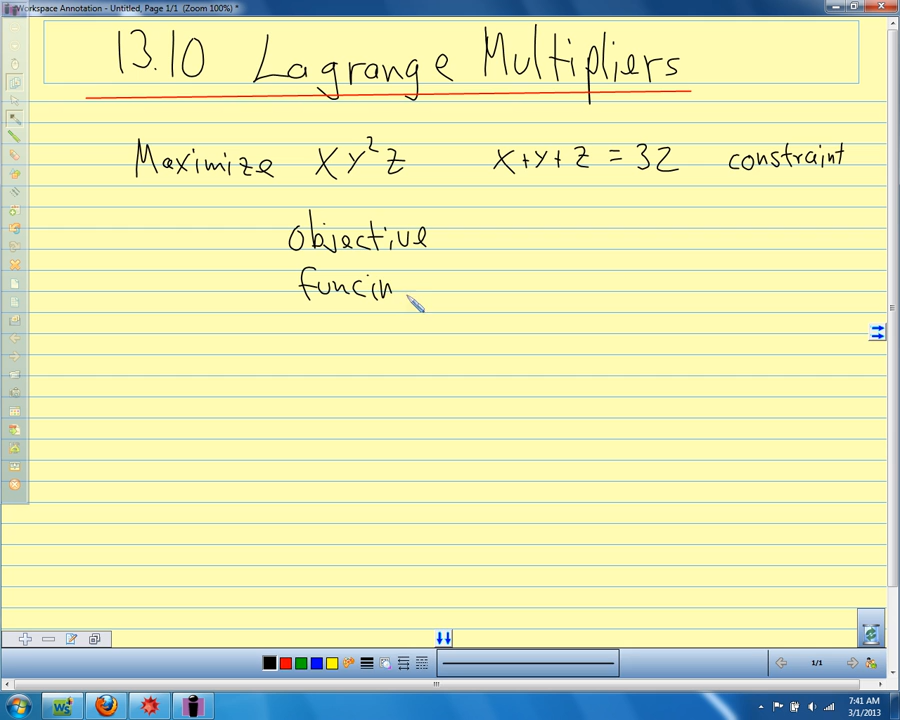 Workspace Annotation - Untitled, Page 1/1 (Zoom 100%) *
13.10 Lagrange Multipliers
Maximize xy²z x+y+z = 32 constraint
objective
funcin
1/1
7:41 AM
3/1/2013